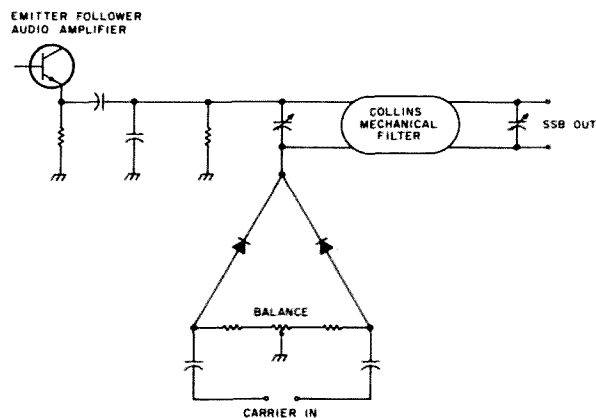 EMITTER FOLLOWER
AUDIO AMPLIFIER
COLLINS
MECHANICAL
FILTER
SSB OUT
BALANCE
CARRIER IN